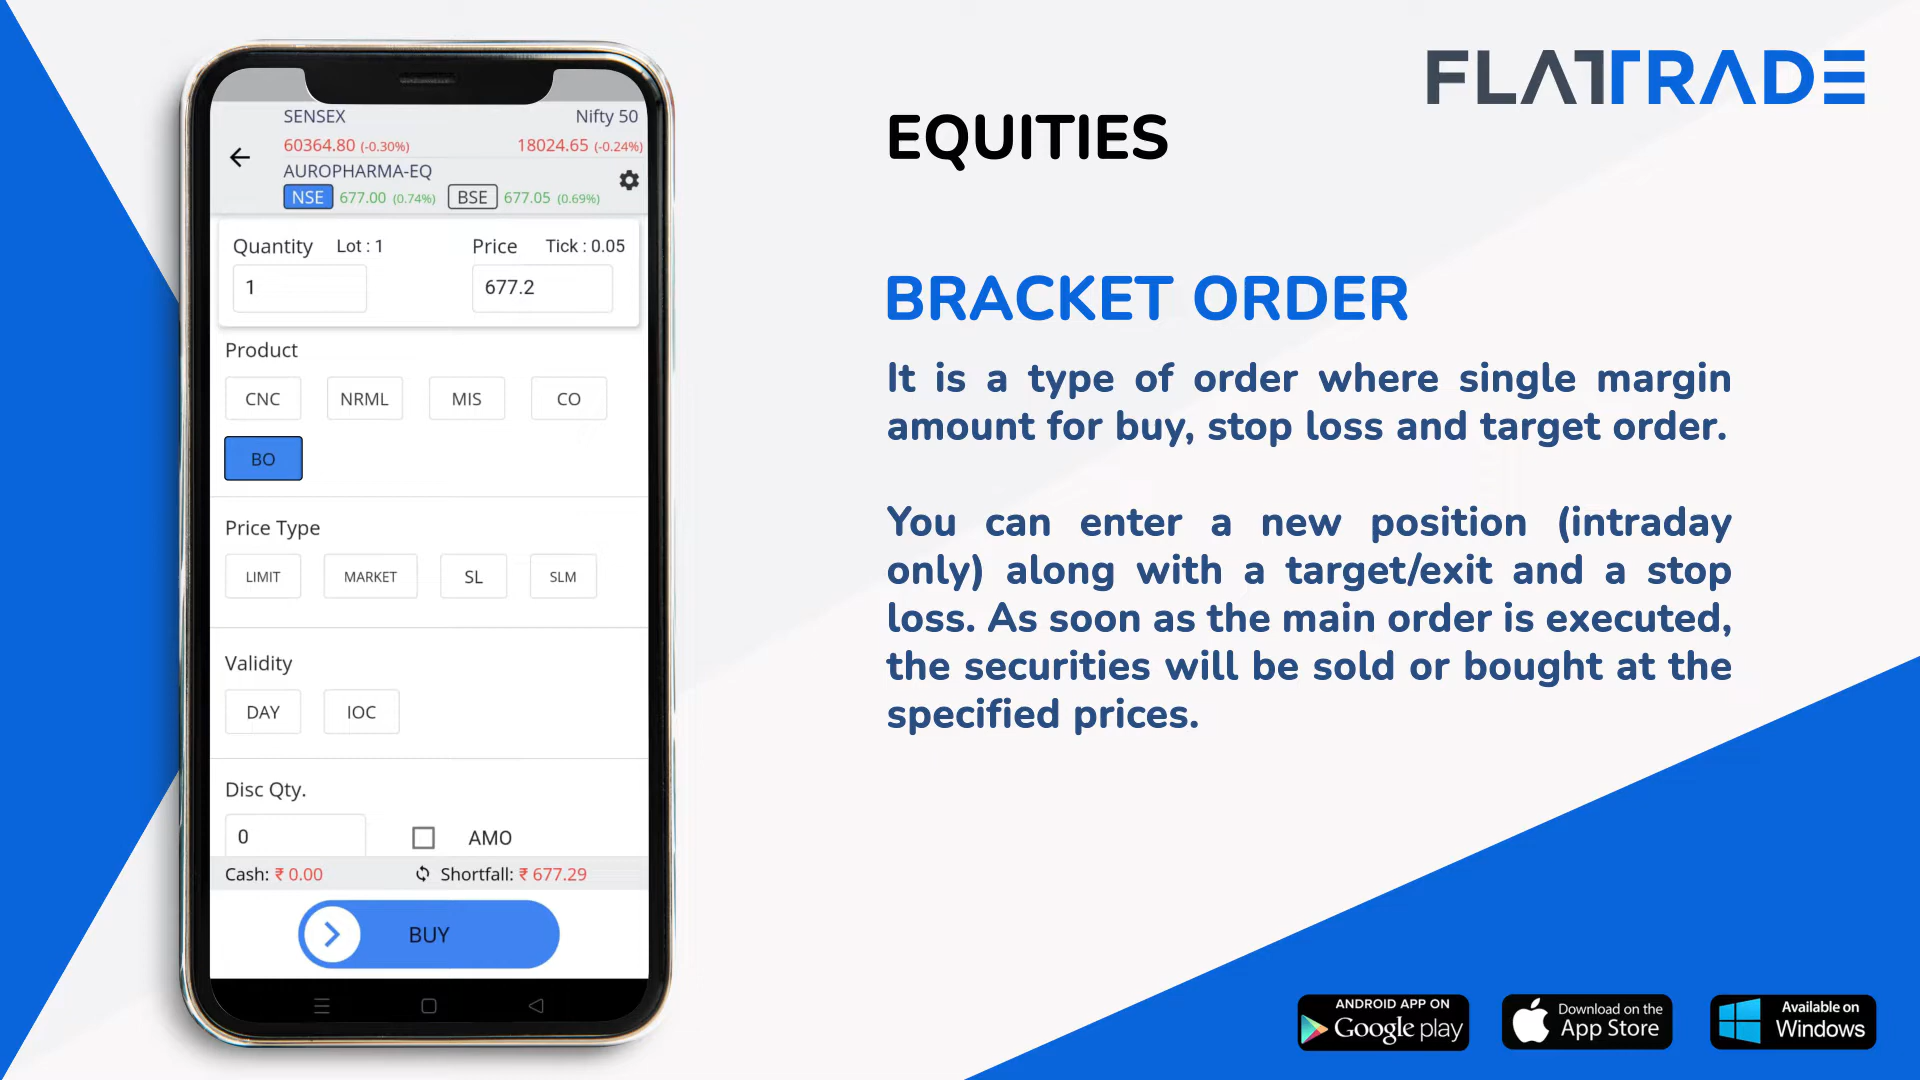 SENSEX Nifty 50
60364.80 (-0.30%) 18024.65 (-0.24%)
AUROPHARMA-EQ
NSE 677.00 (0.74%) BSE 677.05 (0.69%)
Quantity Lot : 1 Price Tick : 0.05
1 677.2
Product
CNC NRML MIS CO
BO
Price Type
LIMIT MARKET SL SLM
Validity
DAY IOC
Disc Qty.
0 AMO
Cash: ₹ 0.00 Shortfall: ₹ 677.29
BUY
FLATTRADE
EQUITIES
BRACKET ORDER
It is a type of order where single margin
amount for buy, stop loss and target order.
You can enter a new position (intraday
only) along with a target/exit and a stop
loss. As soon as the main order is executed,
the securities will be sold or bought at the
specified prices.
ANDROID APP ON
Google play
Download on the
App Store
Available on
Windows